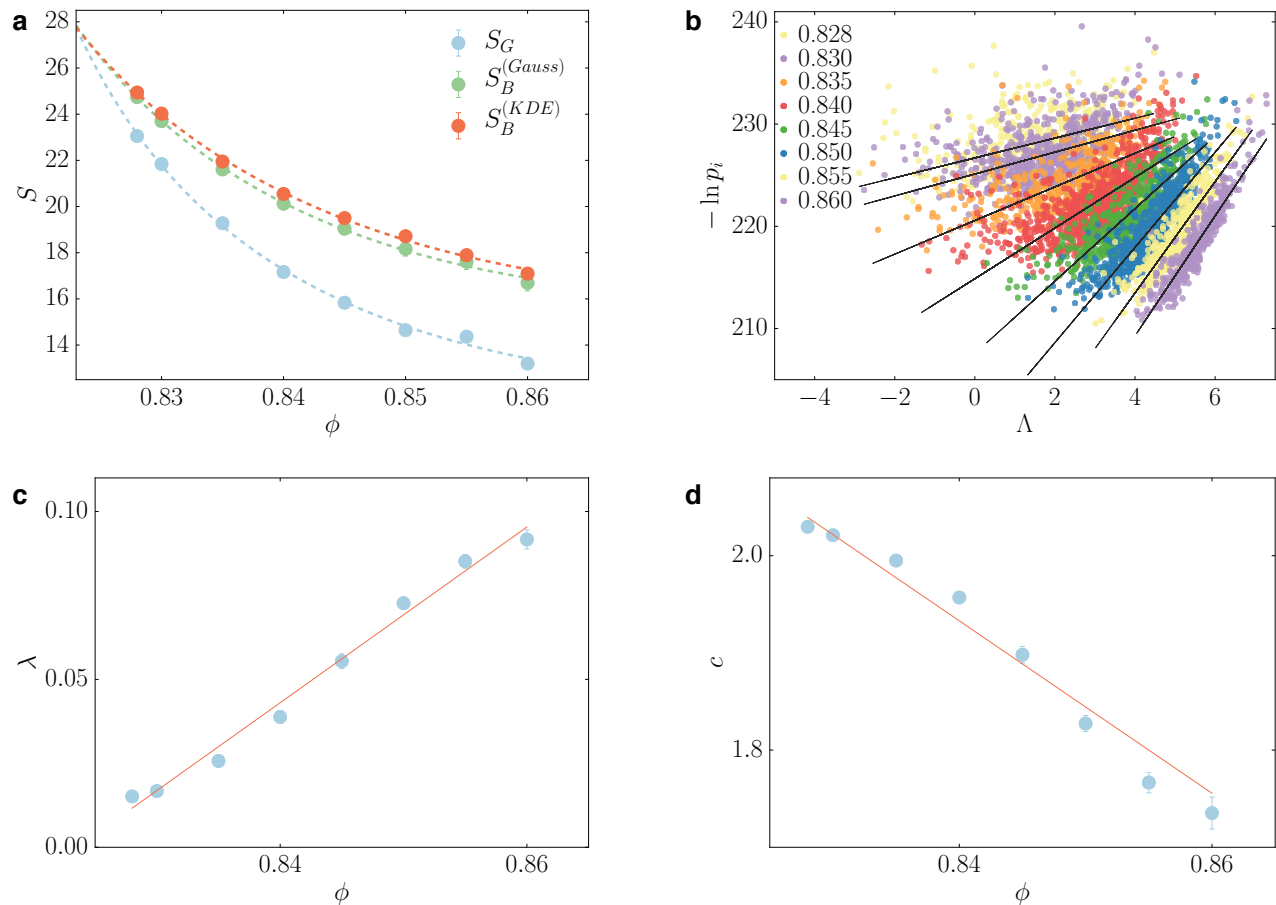 a
28
26
24
22
20
18
16
14
S
S_G
S_B^{(Gauss)}
S_B^{(KDE)}
0.83
0.84
0.85
0.86
ϕ
b
240
230
220
210
− ln p_i
0.828
0.830
0.835
0.840
0.845
0.850
0.855
0.860
−4
−2
0
2
4
6
Λ
c
0.10
0.05
0.00
λ
0.84
0.86
ϕ
d
2.0
1.8
c
0.84
0.86
ϕ